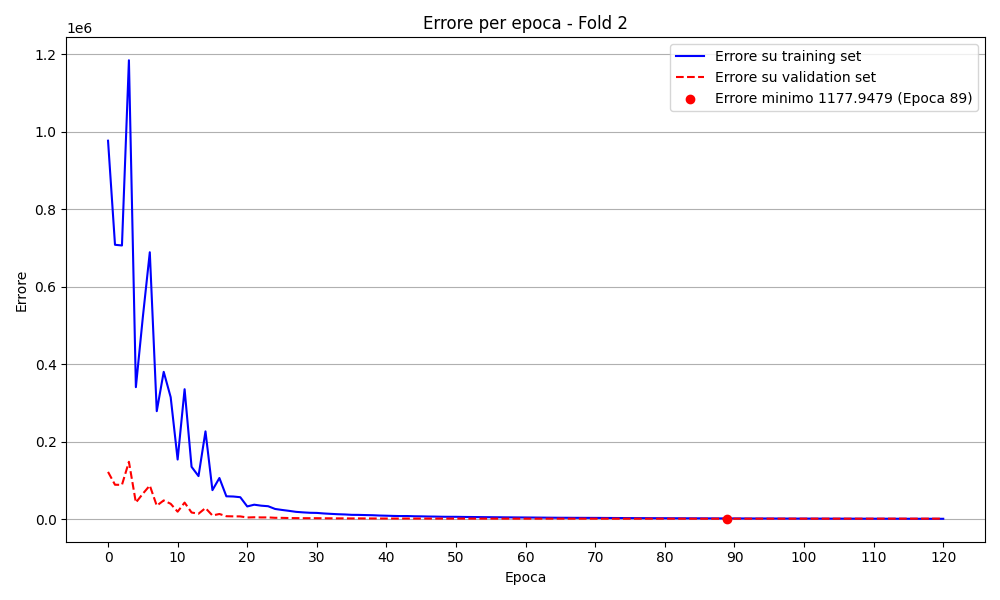 Errore per epoca - Fold 2
1e6
1.2
1.0
0.8
0.6
0.4
0.2
0.0
Errore
Errore su training set
Errore su validation set
Errore minimo 1177.9479 (Epoca 89)
0 10 20 30 40 50 60 70 80 90 100 110 120
Epoca